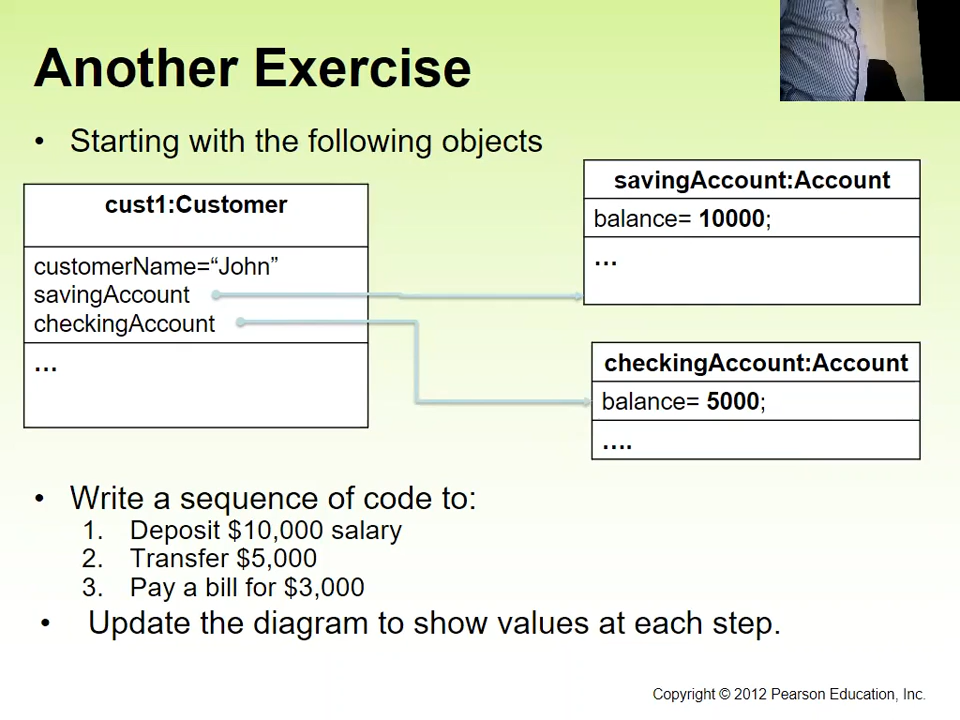 Another Exercise
• Starting with the following objects
cust1:Customer
customerName=“John”
savingAccount
checkingAccount
…
savingAccount:Account
balance= 10000;
…
checkingAccount:Account
balance= 5000;
….
• Write a sequence of code to:
1. Deposit $10,000 salary
2. Transfer $5,000
3. Pay a bill for $3,000
• Update the diagram to show values at each step.
Copyright © 2012 Pearson Education, Inc.